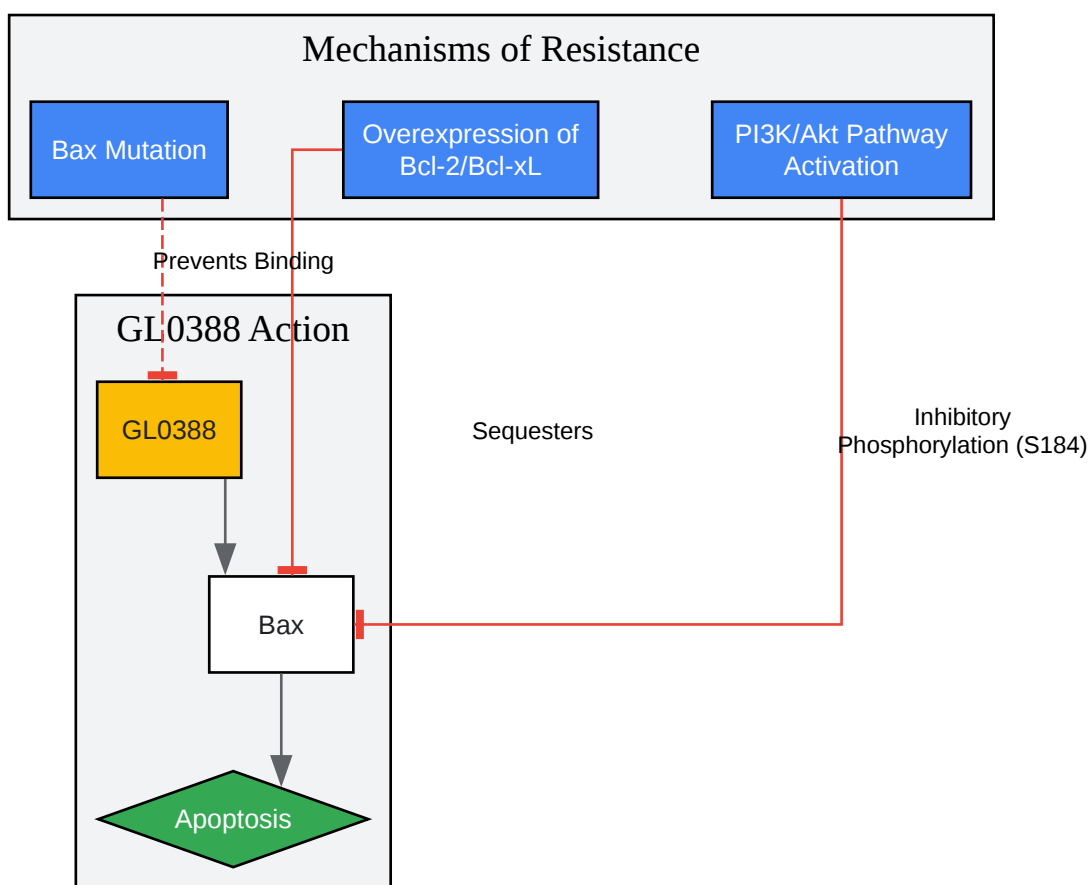 Mechanisms of Resistance
Bax Mutation
Overexpression of
Bcl-2/Bcl-xL
PI3K/Akt Pathway
Activation
Prevents Binding
GL0388 Action
GL0388
Sequesters
Inhibitory
Phosphorylation (S184)
Bax
Apoptosis